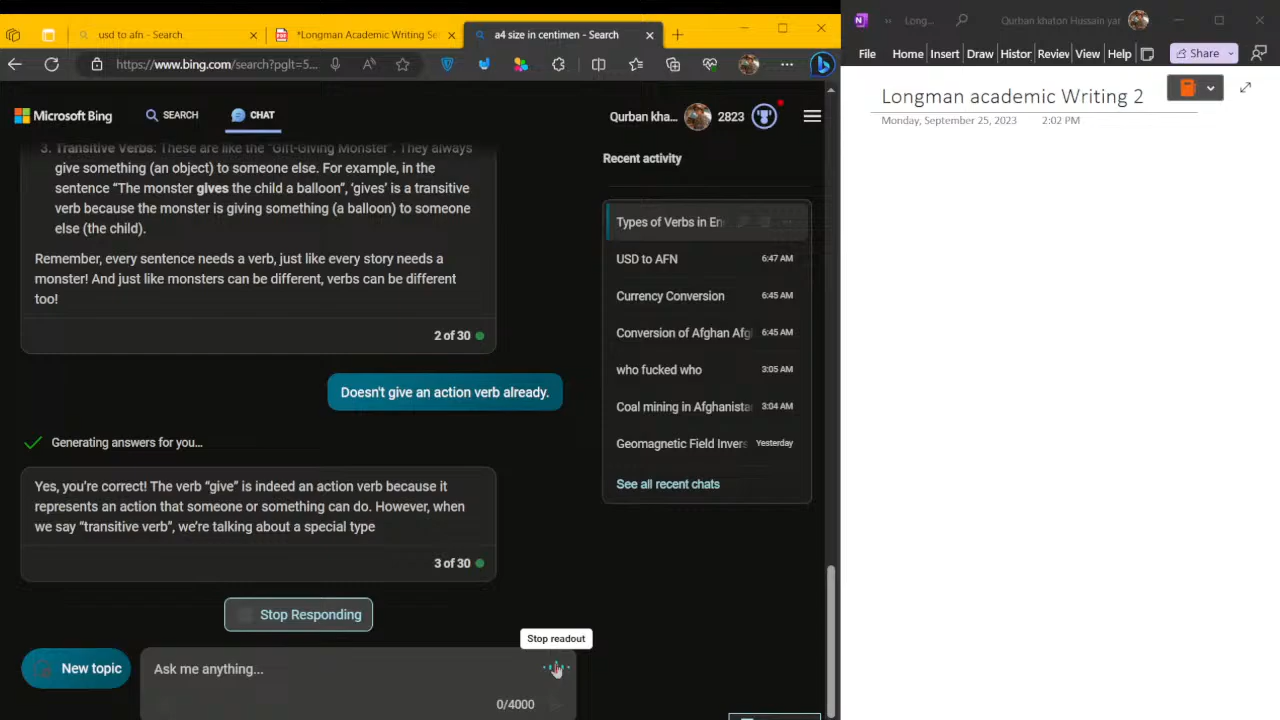 usd to afn - Search
*Longman Academic Writing Se
a4 size in centimen - Search
https://www.bing.com/search?pglt=5...
Microsoft Bing
SEARCH
CHAT
Qurban kha...
2823
3. Transitive Verbs: These are like the "Gift-Giving Monster". They always
give something (an object) to someone else. For example, in the
sentence “The monster gives the child a balloon”, ‘gives’ is a transitive
verb because the monster is giving something (a balloon) to someone
else (the child).
Remember, every sentence needs a verb, just like every story needs a
monster! And just like monsters can be different, verbs can be different
too!
2 of 30
Doesn't give an action verb already.
Generating answers for you...
Yes, you’re correct! The verb “give” is indeed an action verb because it
represents an action that someone or something can do. However, when
we say “transitive verb”, we’re talking about a special type
3 of 30
Stop Responding
Stop readout
New topic
Ask me anything...
0/4000
Recent activity
Types of Verbs in En
USD to AFN 6:47 AM
Currency Conversion 6:45 AM
Conversion of Afghan Afg 6:45 AM
who fucked who 3:05 AM
Coal mining in Afghanista 3:04 AM
Geomagnetic Field Invers Yesterday
See all recent chats
Long...
Qurban khaton Hussain yar
File Home Insert Draw Histor Review View Help Share
Longman academic Writing 2
Monday, September 25, 2023 2:02 PM